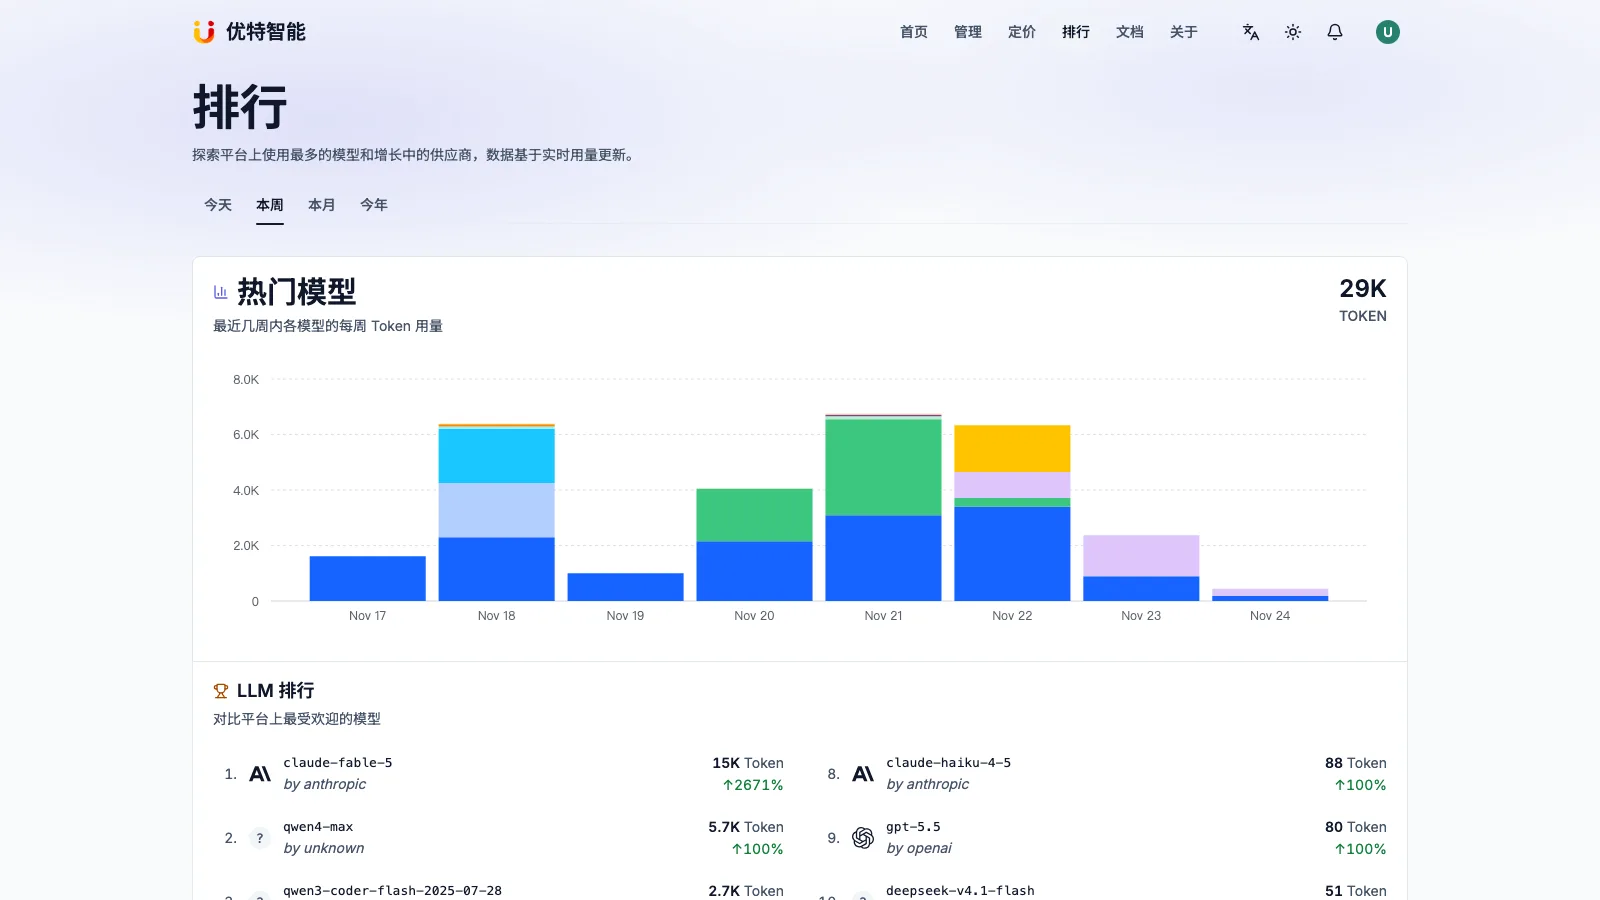 优特智能
首页 管理 定价 排行 文档 关于
U
排行
探索平台上使用最多的模型和增长中的供应商，数据基于实时用量更新。
今天 本周 本月 今年
热门模型
最近几周内各模型的每周 Token 用量
29K
TOKEN
8.0K
6.0K
4.0K
2.0K
0
Nov 17 Nov 18 Nov 19 Nov 20 Nov 21 Nov 22 Nov 23 Nov 24
LLM 排行
对比平台上最受欢迎的模型
1. claude-fable-5 15K Token
by anthropic ↑2671%
2. ? qwen4-max 5.7K Token
by unknown ↑100%
qwen3-coder-flash-2025-07-28 2.7K Token
8. claude-haiku-4-5 88 Token
by anthropic ↑100%
9. gpt-5.5 80 Token
by openai ↑100%
deepseek-v4.1-flash 51 Token